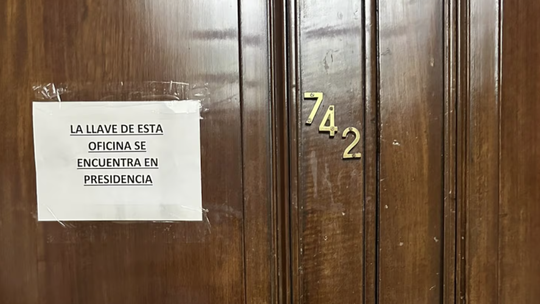 LA LLAVE DE ESTA
OFICINA SE
ENCUENTRA EN
PRESIDENCIA
742